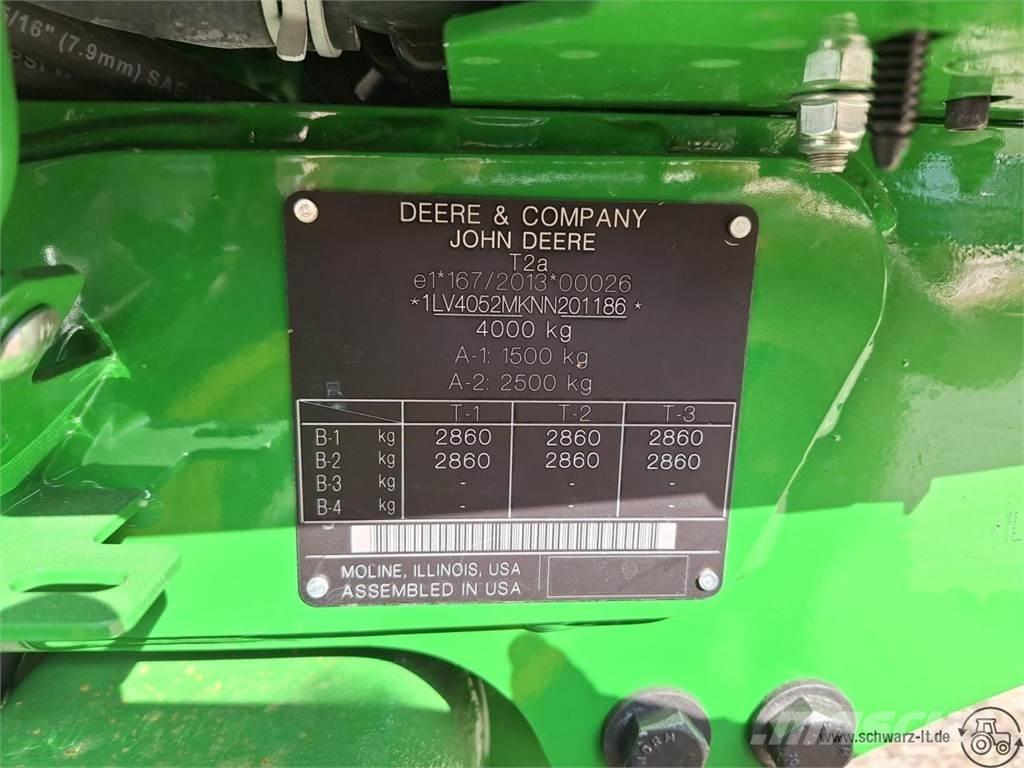 5/16" (7.9mm) SAE
DEERE & COMPANY
JOHN DEERE
T2a
e1*167/2013*00026
*1LV4052MKNN201186*
4000 kg
A-1: 1500 kg
A-2: 2500 kg
T-1 T-2 T-3
B-1 kg 2860 2860 2860
B-2 kg 2860 2860 2860
B-3 kg - - -
B-4 kg - - -
MOLINE, ILLINOIS, USA
ASSEMBLED IN USA
www.schwarz-lt.de